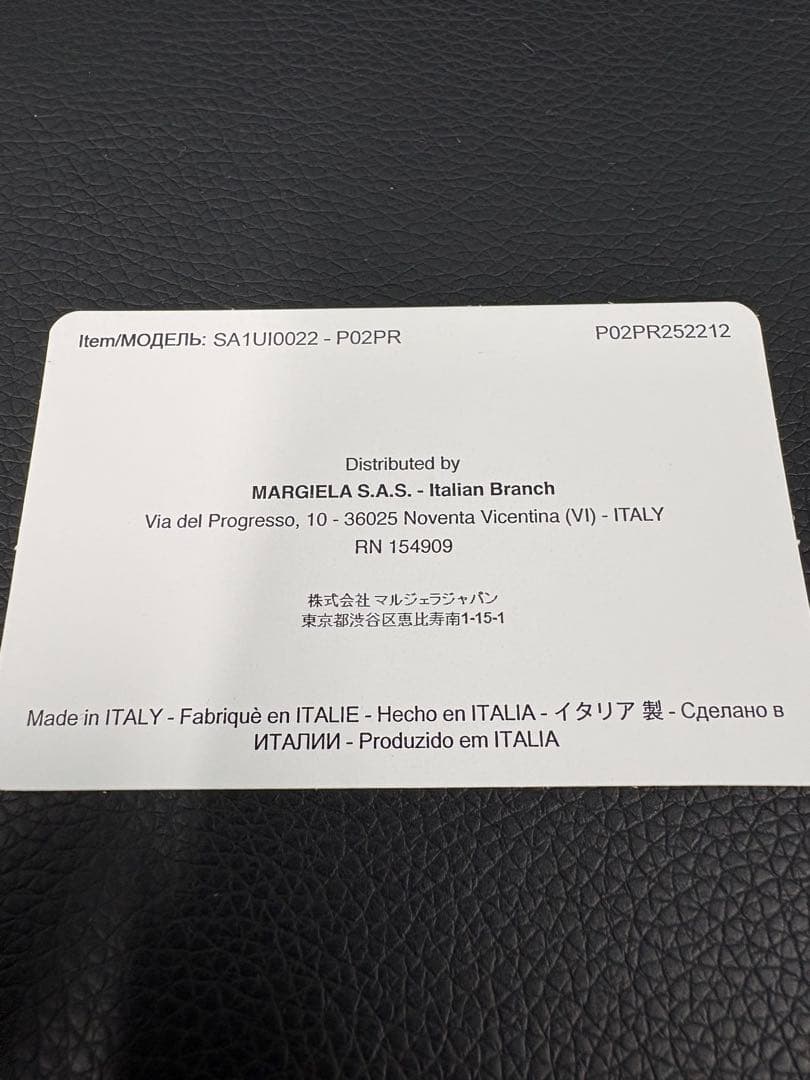 Item/МОДЕЛЬ: SA1UI0022 - P02PR
P02PR252212
Distributed by
MARGIELA S.A.S. - Italian Branch
Via del Progresso, 10 - 36025 Noventa Vicentina (VI) - ITALY
RN 154909
株式会社 マルジェラジャパン
東京都渋谷区恵比寿南1-15-1
Made in ITALY - Fabriquè en ITALIE - Hecho en ITALIA - イタリア 製 - Сделано в
ИТАЛИИ - Produzido em ITALIA